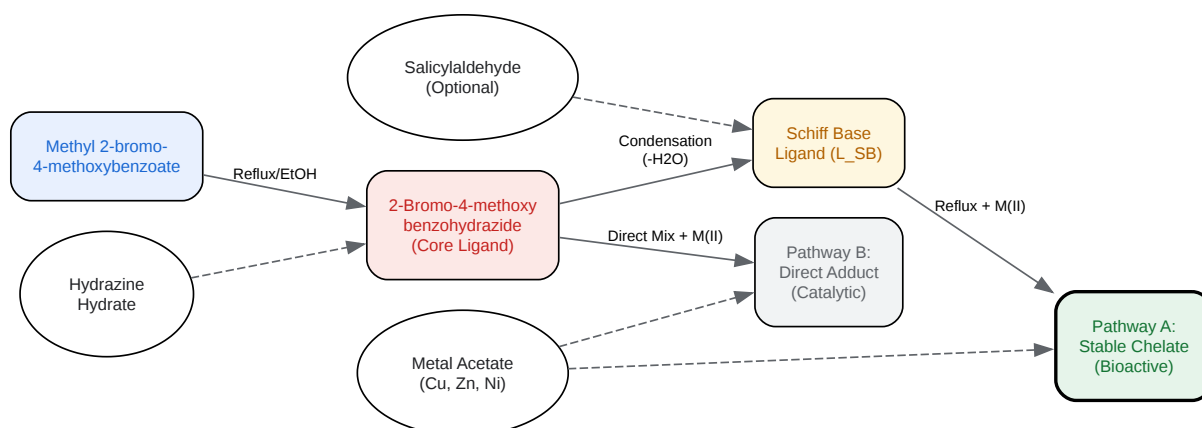 Salicylaldehyde
(Optional)
Methyl 2-bromo-
4-methoxybenzoate
Reflux/EtOH
Condensation
(-H2O)
Schiff Base
Ligand (L_SB)
2-Bromo-4-methoxy
benzohydrazide
(Core Ligand)
Reflux + M(II)
Direct Mix + M(II)
Pathway B:
Direct Adduct
(Catalytic)
Hydrazine
Hydrate
Metal Acetate
(Cu, Zn, Ni)
Pathway A:
Stable Chelate
(Bioactive)